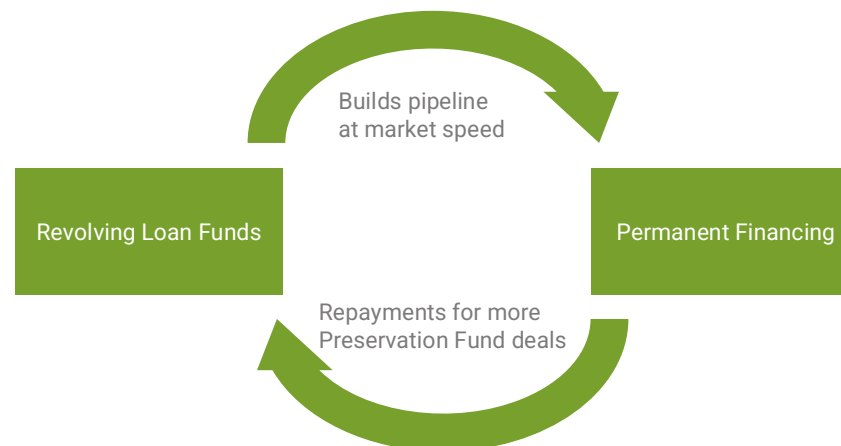 Builds pipeline
at market speed
Revolving Loan Funds
Permanent Financing
Repayments for more
Preservation Fund deals